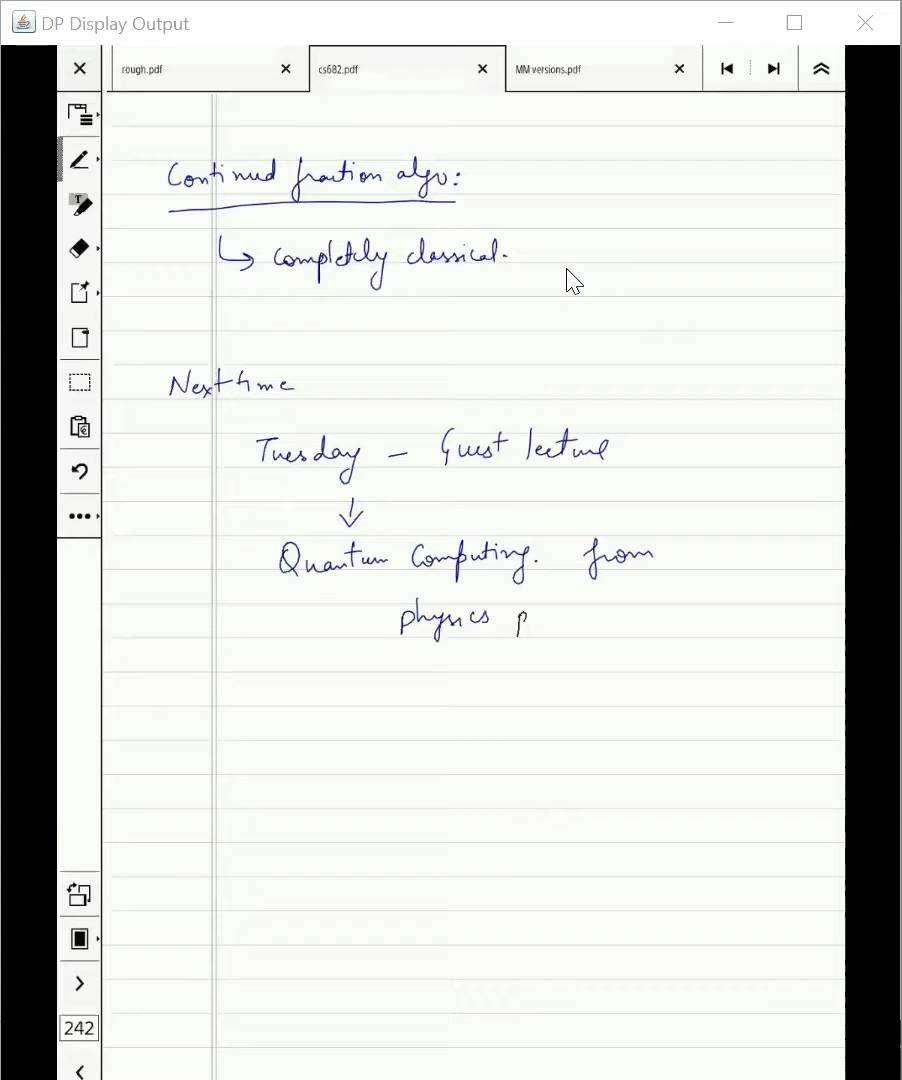 DP Display Output
rough.pdf
cs682.pdf
MM versions.pdf
Continued fraction algo:
completely classical.
Next time
Tuesday - Guest lecture
Quantum Computing. from
physics p
242